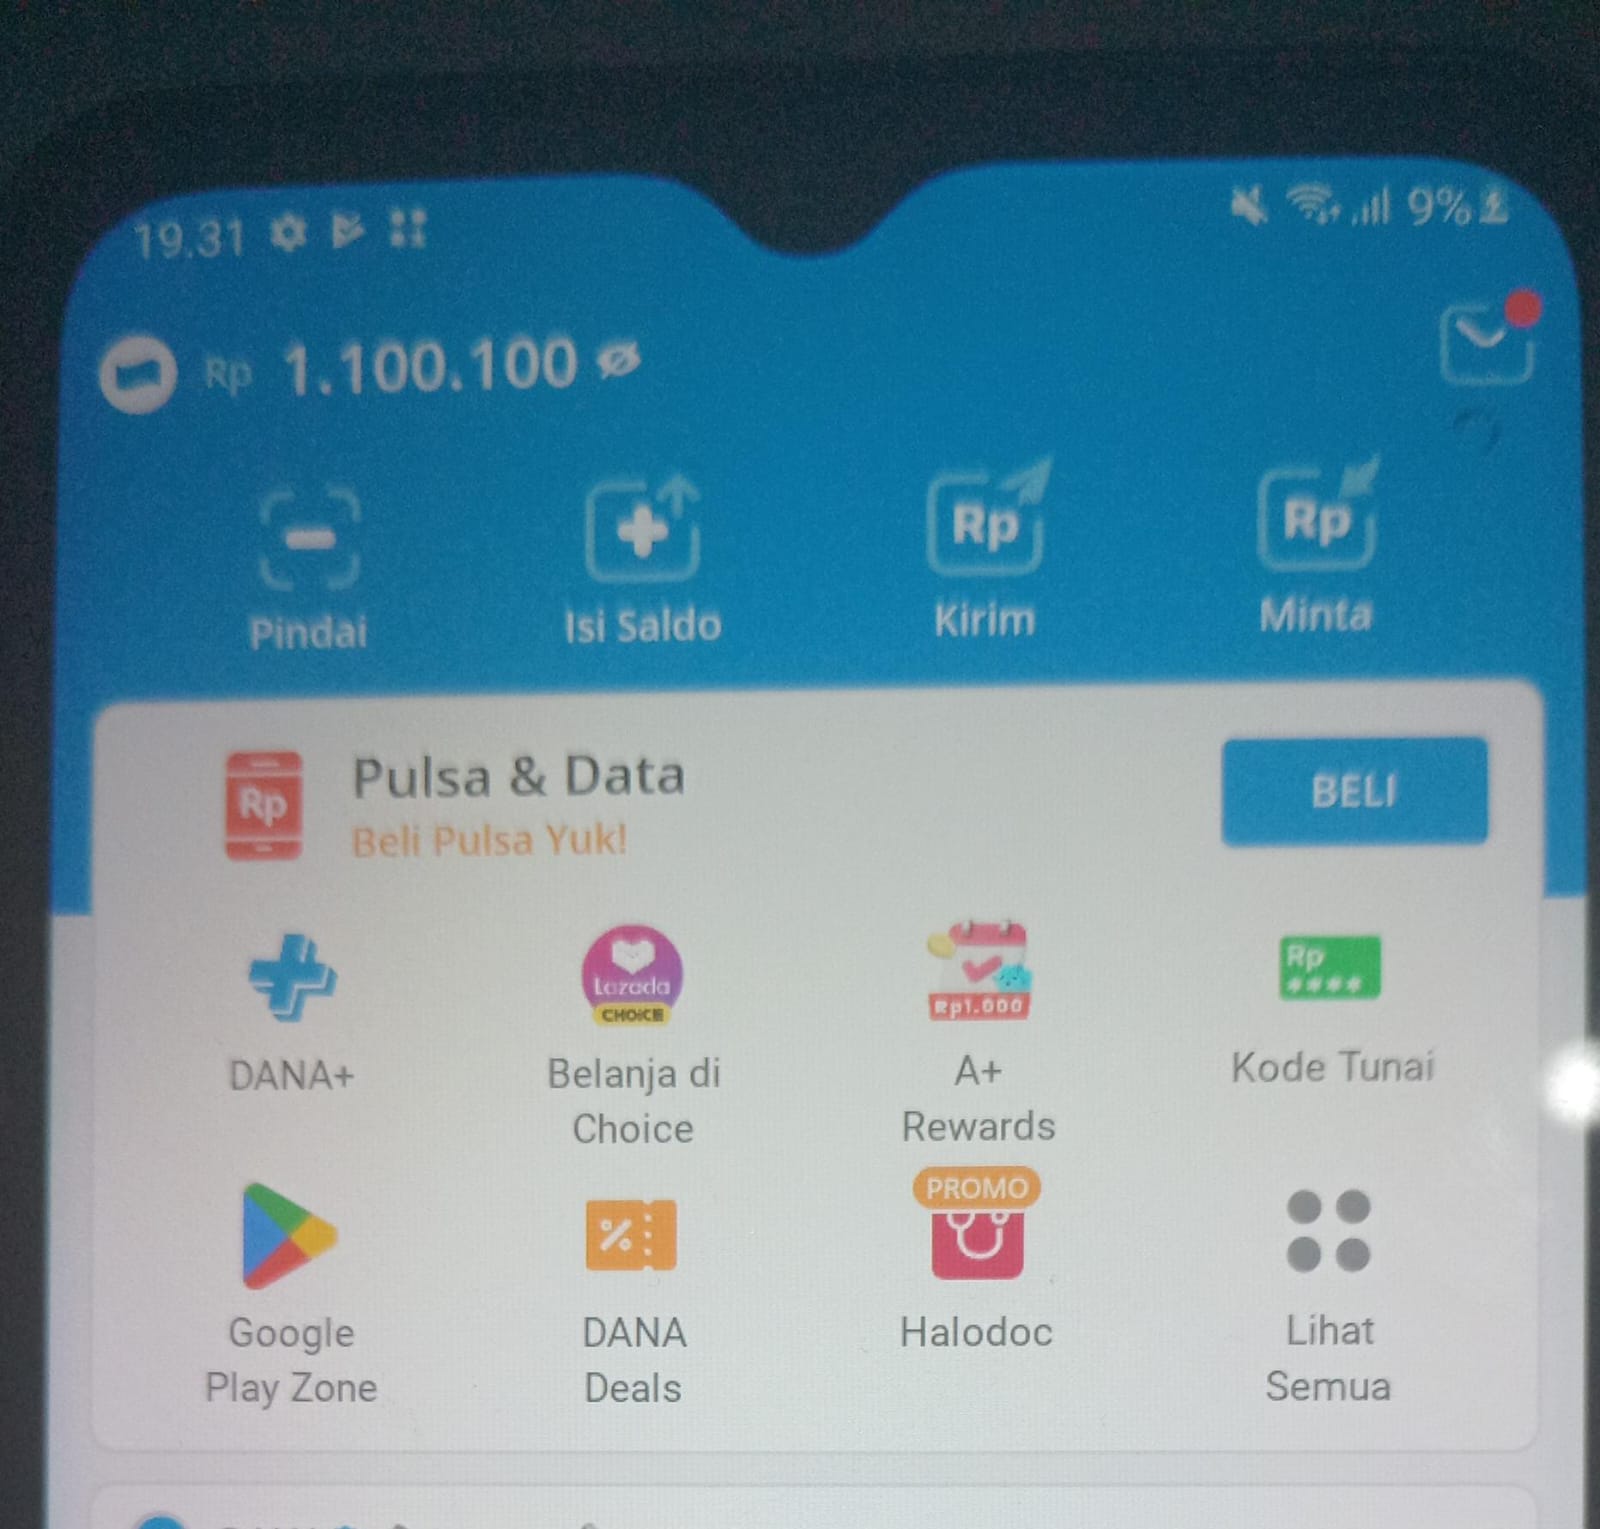 19.31 9%
Rp 1.100.100
Pindai Isi Saldo Kirim Minta
Rp Rp
Rp Pulsa & Data BELI
Beli Pulsa Yuk!
Lazada
CHOICE
Rp1.000
Rp
****
DANA+ Belanja di Choice A+ Rewards Kode Tunai
PROMO
%
Google Play Zone DANA Deals Halodoc Lihat Semua